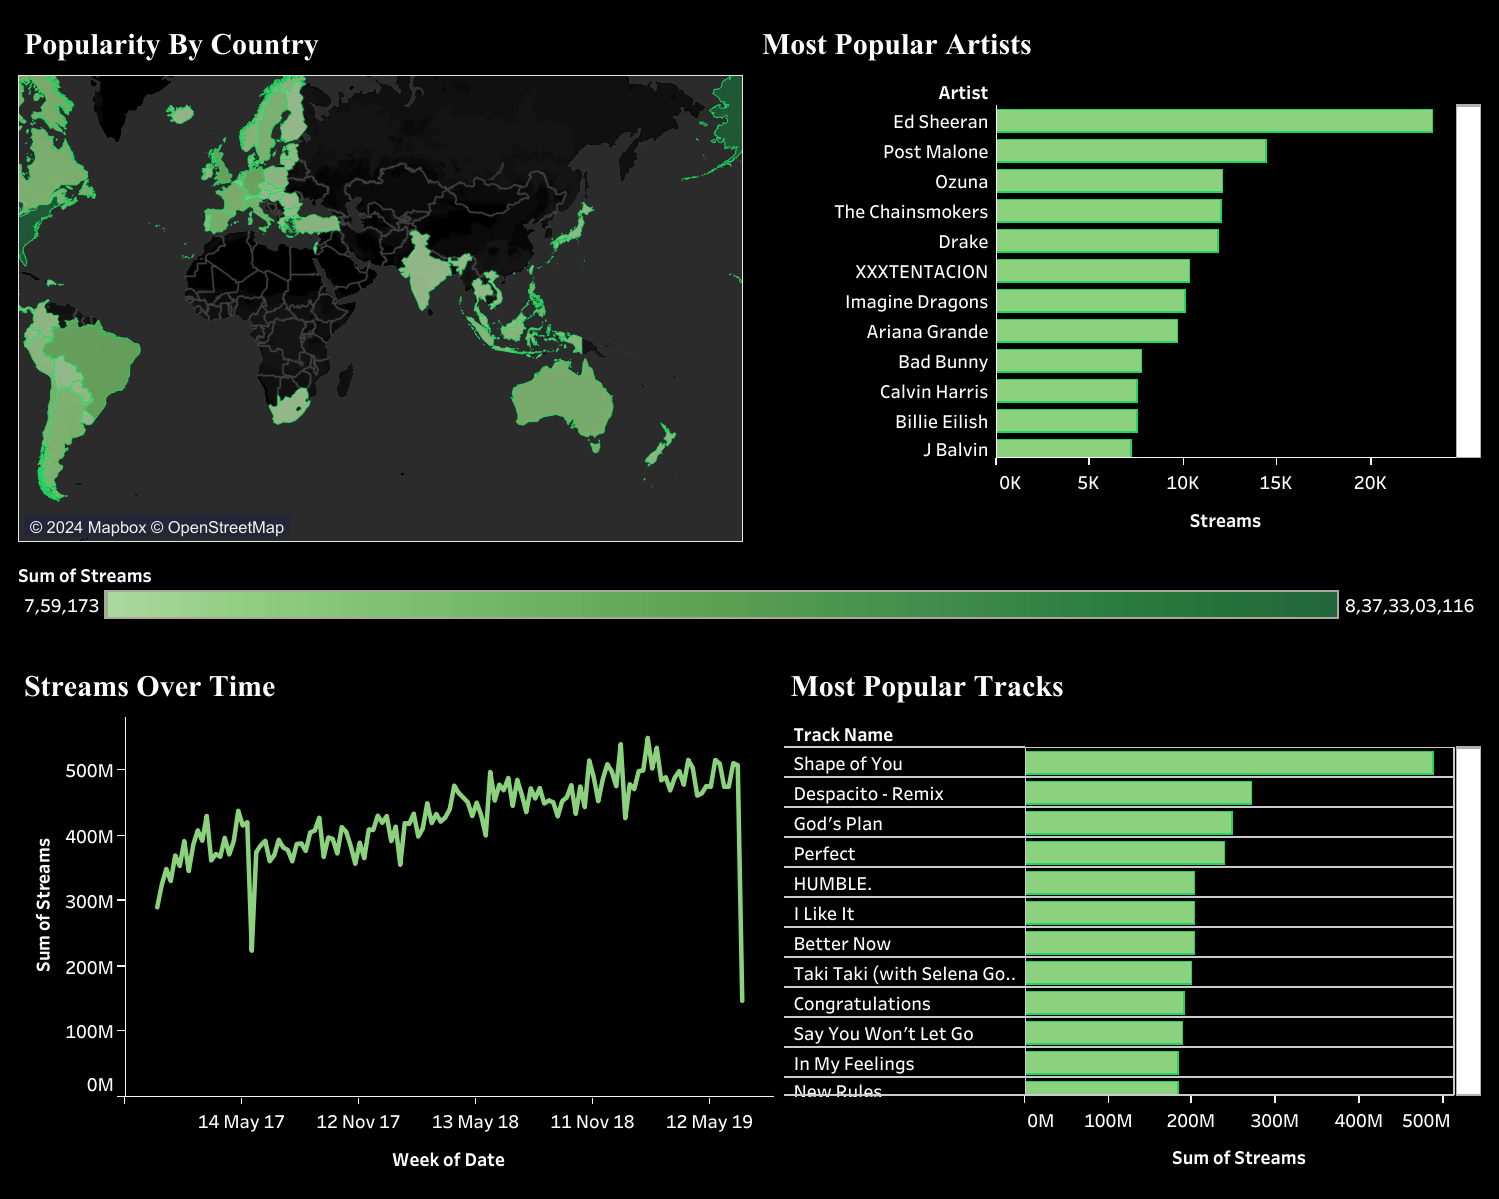 Popularity By Country
© 2024 Mapbox © OpenStreetMap
Most Popular Artists
Artist
Ed Sheeran
Post Malone
Ozuna
The Chainsmokers
Drake
XXXTENTACION
Imagine Dragons
Ariana Grande
Bad Bunny
Calvin Harris
Billie Eilish
J Balvin
0K 5K 10K 15K 20K
Streams
Sum of Streams
7,59,173 8,37,33,03,116
Streams Over Time
Sum of Streams
500M
400M
300M
200M
100M
0M
14 May 17 12 Nov 17 13 May 18 11 Nov 18 12 May 19
Week of Date
Most Popular Tracks
Track Name
Shape of You
Despacito - Remix
God's Plan
Perfect
HUMBLE.
I Like It
Better Now
Taki Taki (with Selena Go..
Congratulations
Say You Won't Let Go
In My Feelings
New Rules
0M 100M 200M 300M 400M 500M
Sum of Streams